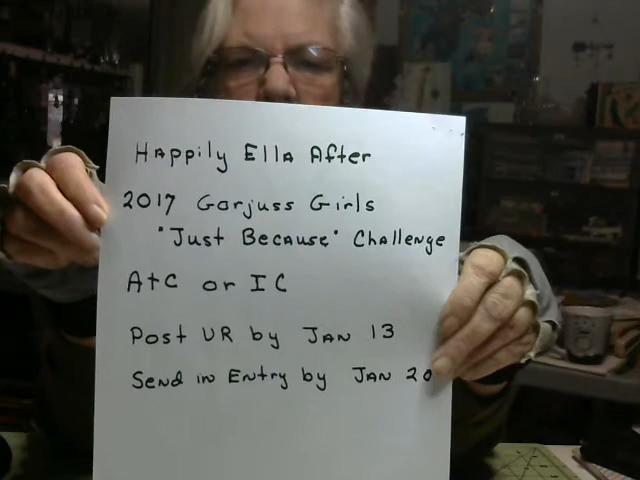 Happily Ella After
2017 Gorjuss Girls
"Just Because" Challenge
AtC or IC
Post VR by Jan 13
Send in Entry by Jan 20